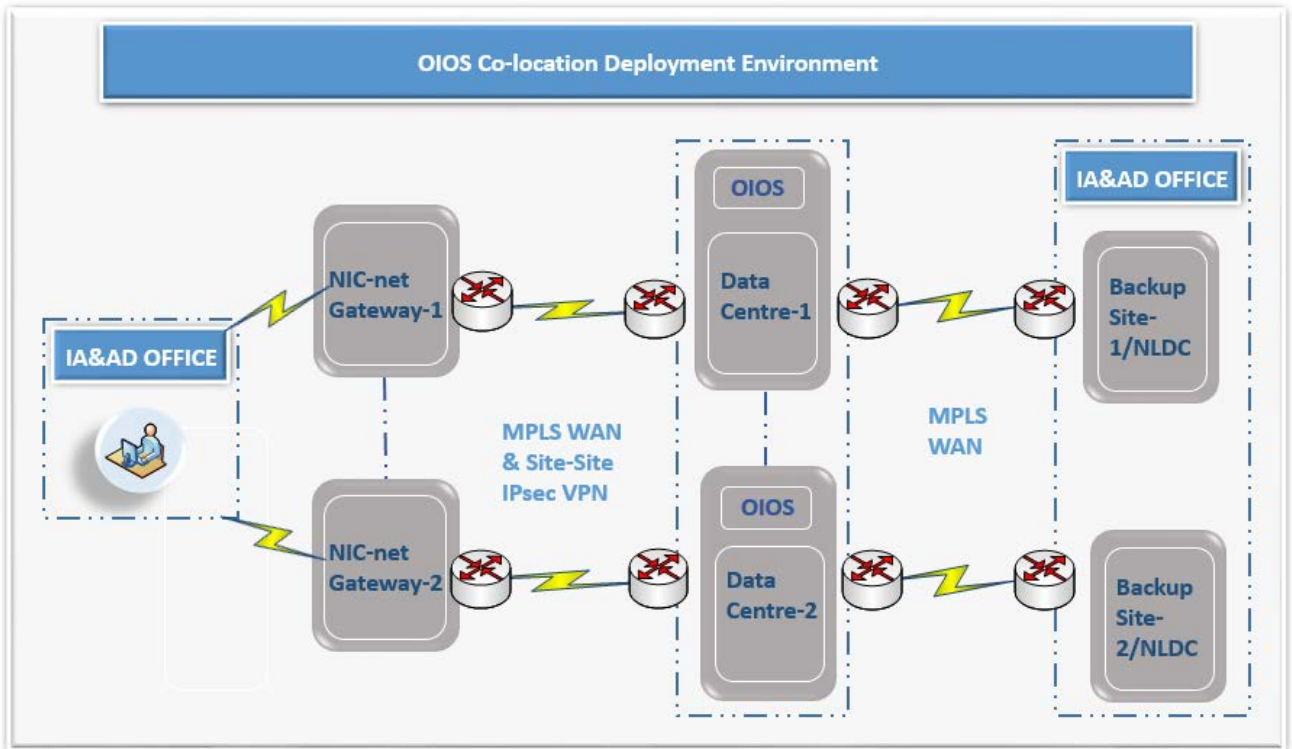 OIOS Co-location Deployment Environment
IA&AD OFFICE
NIC-net
Gateway-1
NIC-net
Gateway-2
MPLS WAN
& Site-Site
IPsec VPN
OIOS
Data
Centre-1
OIOS
Data
Centre-2
MPLS
WAN
IA&AD OFFICE
Backup
Site-
1/NLDC
Backup
Site-
2/NLDC